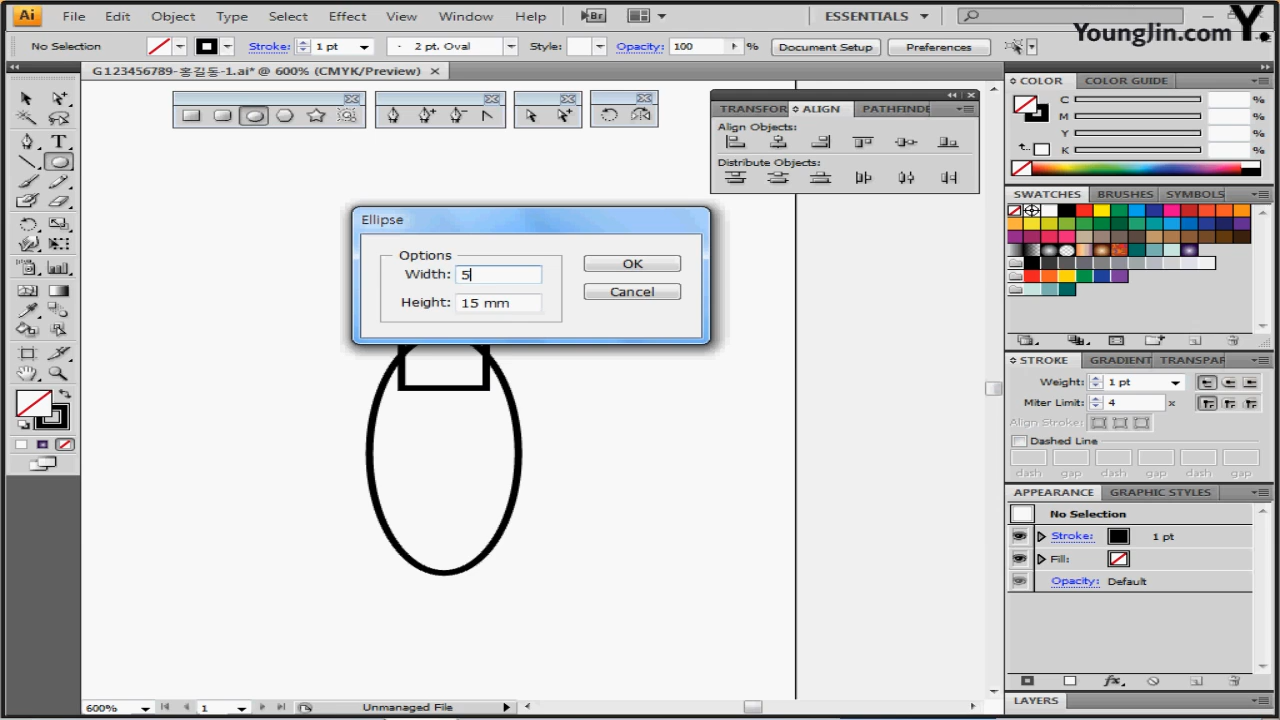 Ai File Edit Object Type Select Effect View Window Help Br ESSENTIALS
YoungJin.com Y.
No Selection Stroke: 1 pt 2 pt. Oval Style: Opacity: 100 % Document Setup Preferences
G123456789-홍길동-1.ai* @ 600% (CMYK/Preview)
TRANSFOR ALIGN PATHFINDE
Align Objects:
Distribute Objects:
COLOR COLOR GUIDE
C %
M %
Y %
K %
SWATCHES BRUSHES SYMBOLS
Ellipse
Options
Width: 5
Height: 15 mm
OK
Cancel
STROKE GRADIENT TRANSPAR
Weight: 1 pt
Miter Limit: 4 x
Align Stroke:
Dashed Line
dash gap dash gap dash gap
APPEARANCE GRAPHIC STYLES
No Selection
Stroke: 1 pt
Fill:
Opacity: Default
fx
LAYERS
600% 1 Unmanaged File